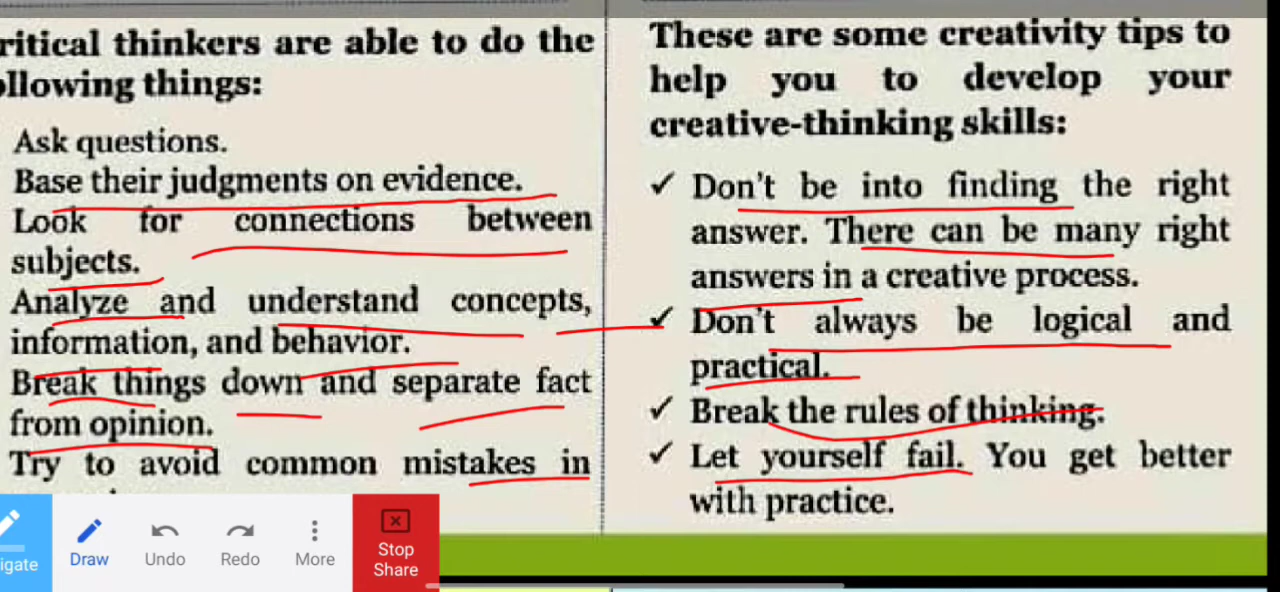 ritical thinkers are able to do the
ollowing things:
Ask questions.
Base their judgments on evidence.
Look for connections between
subjects.
Analyze and understand concepts,
information, and behavior.
Break things down and separate fact
from opinion.
Try to avoid common mistakes in
These are some creativity tips to
help you to develop your
creative-thinking skills:
✓ Don't be into finding the right
answer. There can be many right
answers in a creative process.
✓ Don't always be logical and
practical.
✓ Break the rules of thinking.
✓ Let yourself fail. You get better
with practice.
igate
Draw
Undo
Redo
More
Stop
Share